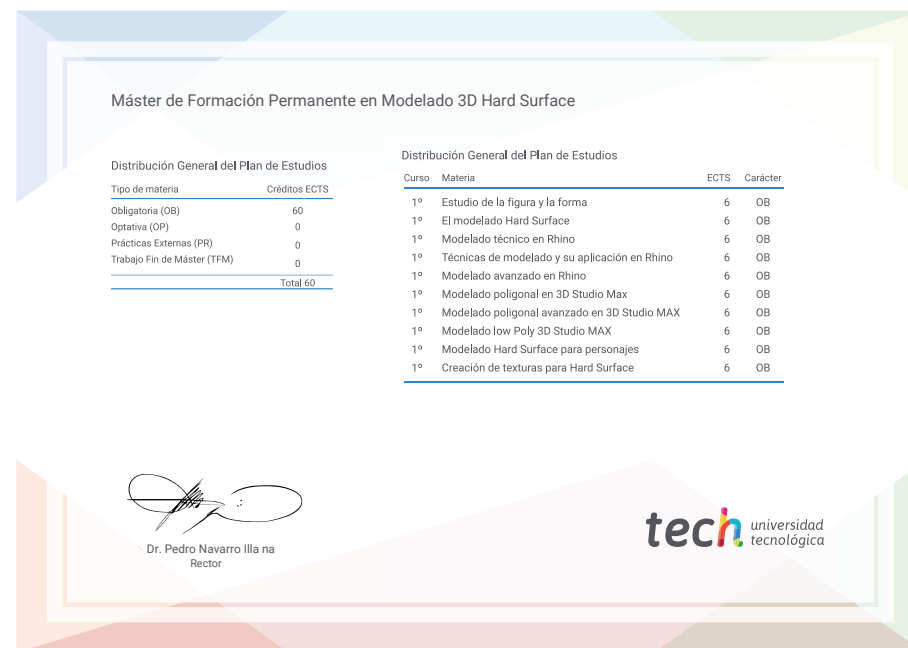 Máster de Formación Permanente en Modelado 3D Hard Surface
Distribución General del Plan de Estudios
Tipo de materia Créditos ECTS
Obligatoria (OB) 60
Optativa (OP) 0
Prácticas Externas (PR) 0
Trabajo Fin de Máster (TFM) 0
Total 60
Distribución General del Plan de Estudios
Curso Materia ECTS Carácter
1º Estudio de la figura y la forma 6 OB
1º El modelado Hard Surface 6 OB
1º Modelado técnico en Rhino 6 OB
1º Técnicas de modelado y su aplicación en Rhino 6 OB
1º Modelado avanzado en Rhino 6 OB
1º Modelado poligonal en 3D Studio Max 6 OB
1º Modelado poligonal avanzado en 3D Studio MAX 6 OB
1º Modelado low Poly 3D Studio MAX 6 OB
1º Modelado Hard Surface para personajes 6 OB
1º Creación de texturas para Hard Surface 6 OB
Dr. Pedro Navarro Illa na
Rector
tech universidad
tecnológica